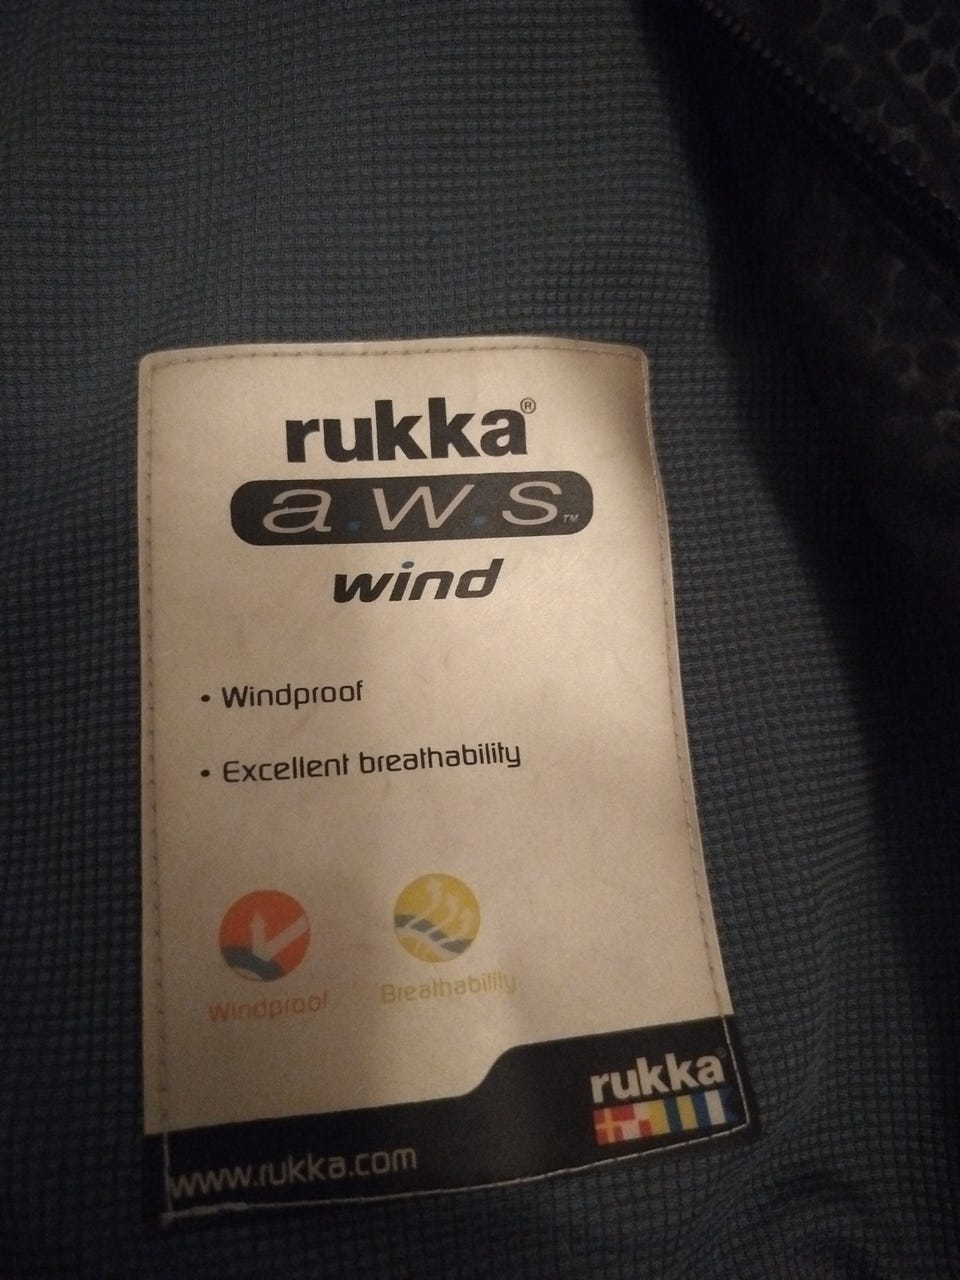 rukka®
a.w.s™
wind
• Windproof
• Excellent breathability
Windproof
Breathability
rukka
www.rukka.com